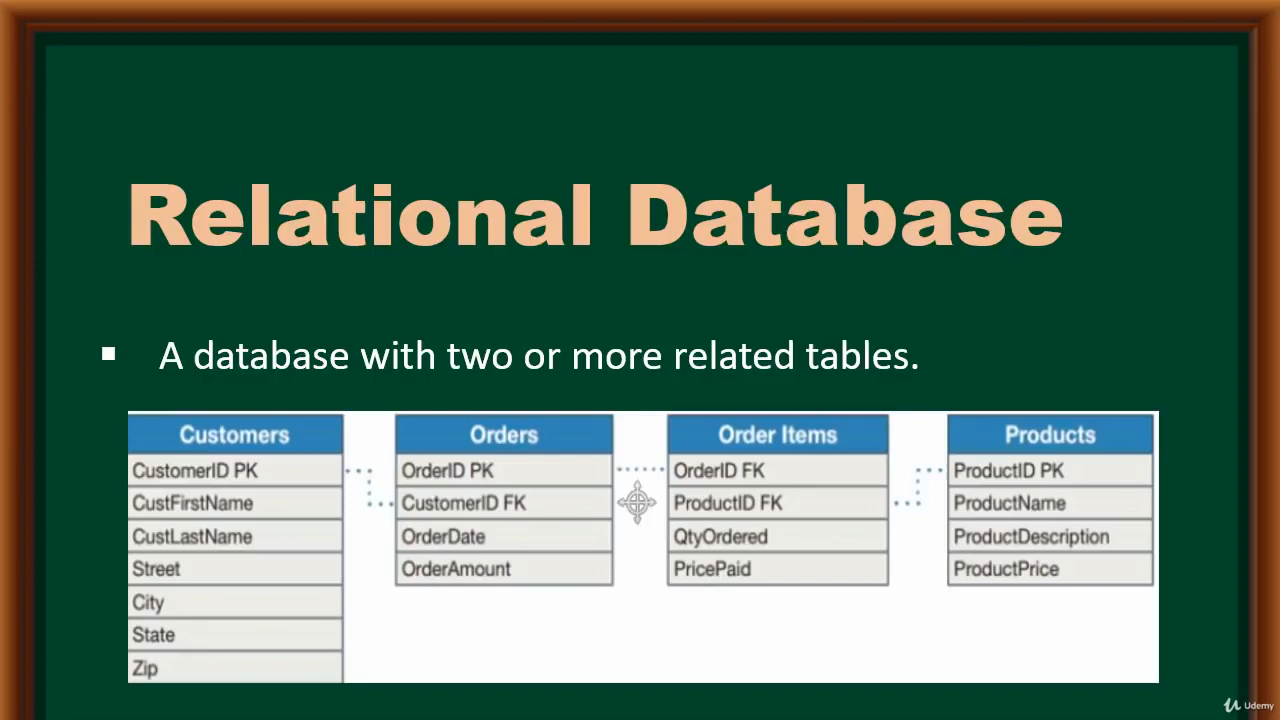 Relational Database
▪ A database with two or more related tables.
Customers
CustomerID PK
CustFirstName
CustLastName
Street
City
State
Zip
Orders
OrderID PK
CustomerID FK
OrderDate
OrderAmount
Order Items
OrderID FK
ProductID FK
QtyOrdered
PricePaid
Products
ProductID PK
ProductName
ProductDescription
ProductPrice
Udemy